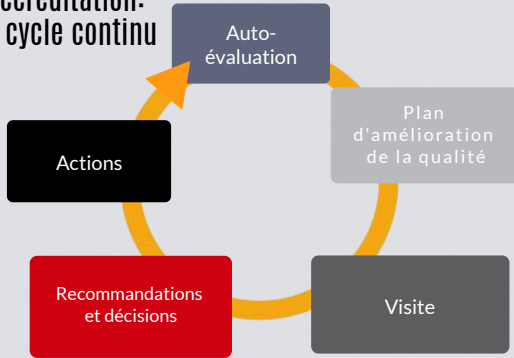 cycle continu
Auto-
évaluation
Plan
d'amélioration
de la qualité
Actions
Recommandations
et décisions
Visite